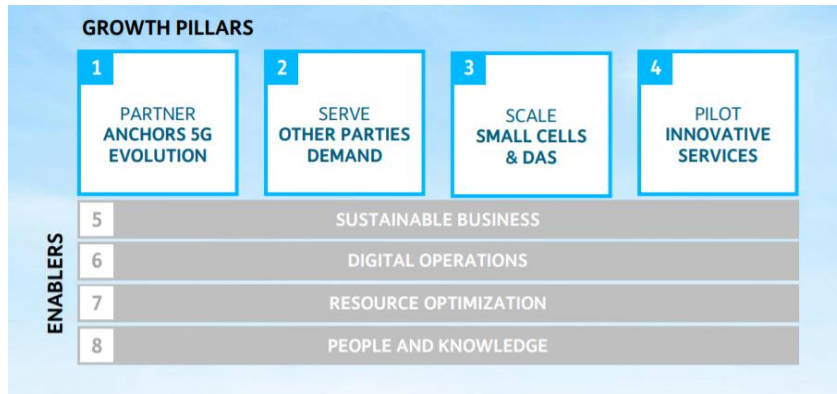 GROWTH PILLARS
1
PARTNER
ANCHORS 5G
EVOLUTION
2
SERVE
OTHER PARTIES
DEMAND
3
SCALE
SMALL CELLS
& DAS
4
PILOT
INNOVATIVE
SERVICES
ENABLERS
5 SUSTAINABLE BUSINESS
6 DIGITAL OPERATIONS
7 RESOURCE OPTIMIZATION
8 PEOPLE AND KNOWLEDGE